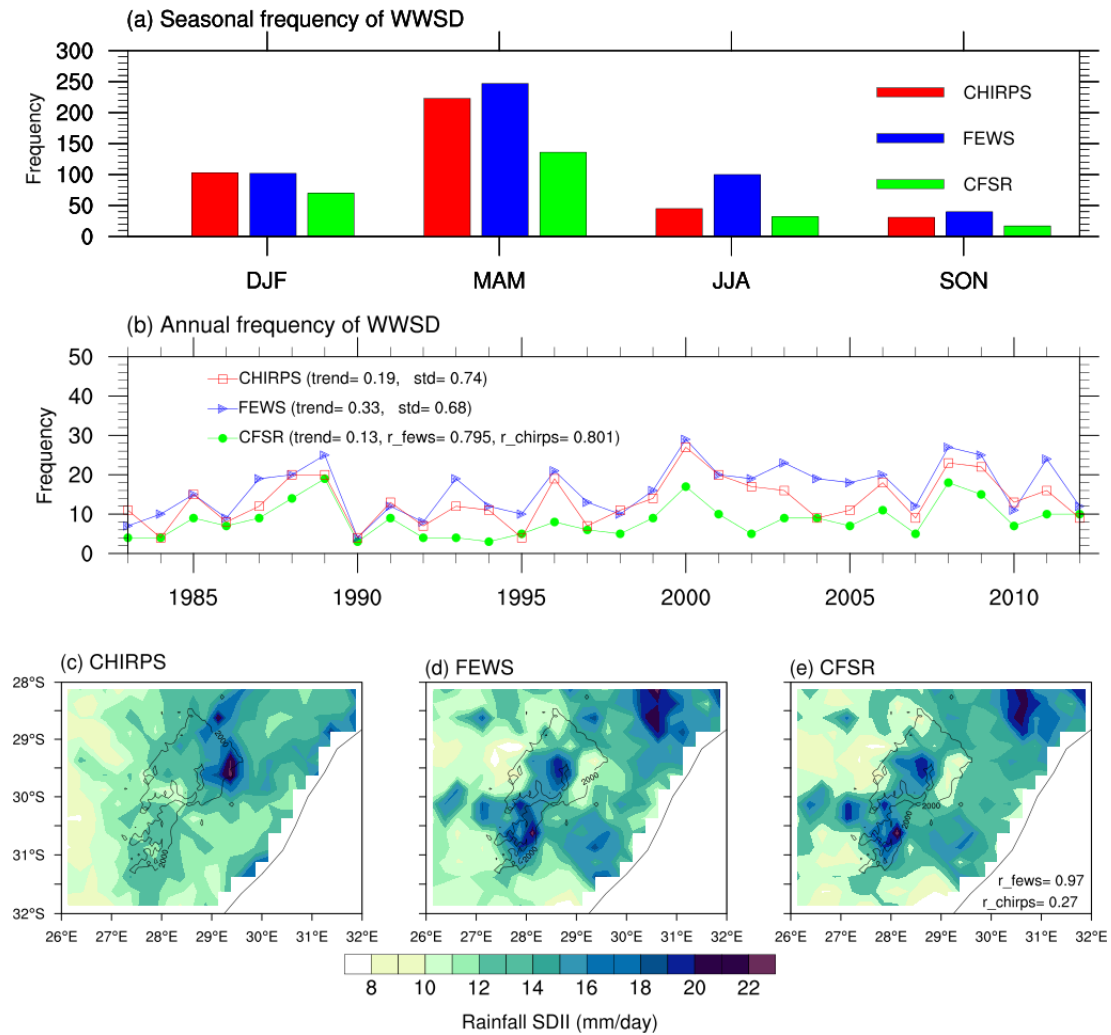 (a) Seasonal frequency of WWSD
Frequency
300
250
200
150
100
50
0
CHIRPS
FEWS
CFSR
DJF MAM JJA SON
(b) Annual frequency of WWSD
Frequency
50
40
30
20
10
0
CHIRPS (trend= 0.19, std= 0.74)
FEWS (trend= 0.33, std= 0.68)
CFSR (trend= 0.13, r_fews= 0.795, r_chirps= 0.801)
1985 1990 1995 2000 2005 2010
(c) CHIRPS
28°S
29°S
30°S
31°S
32°S
2000
2000
26°E 27°E 28°E 29°E 30°E 31°E 32°E
(d) FEWS
2000
2000
26°E 27°E 28°E 29°E 30°E 31°E 32°E
(e) CFSR
2000
2000
r_fews= 0.97
r_chirps= 0.27
26°E 27°E 28°E 29°E 30°E 31°E 32°E
8 10 12 14 16 18 20 22
Rainfall SDII (mm/day)